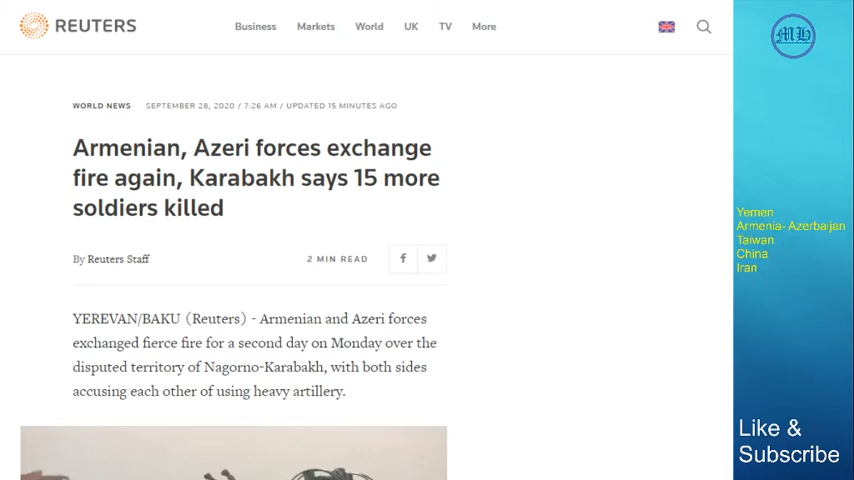 REUTERS
Business Markets World UK TV More
WORLD NEWS SEPTEMBER 28, 2020 / 7:26 AM / UPDATED 15 MINUTES AGO
Armenian, Azeri forces exchange
fire again, Karabakh says 15 more
soldiers killed
By Reuters Staff
2 MIN READ
YEREVAN/BAKU (Reuters) - Armenian and Azeri forces
exchanged fierce fire for a second day on Monday over the
disputed territory of Nagorno-Karabakh, with both sides
accusing each other of using heavy artillery.
MH
Yemen
Armenia- Azerbaijan
Taiwan
China
Iran
Like &
Subscribe